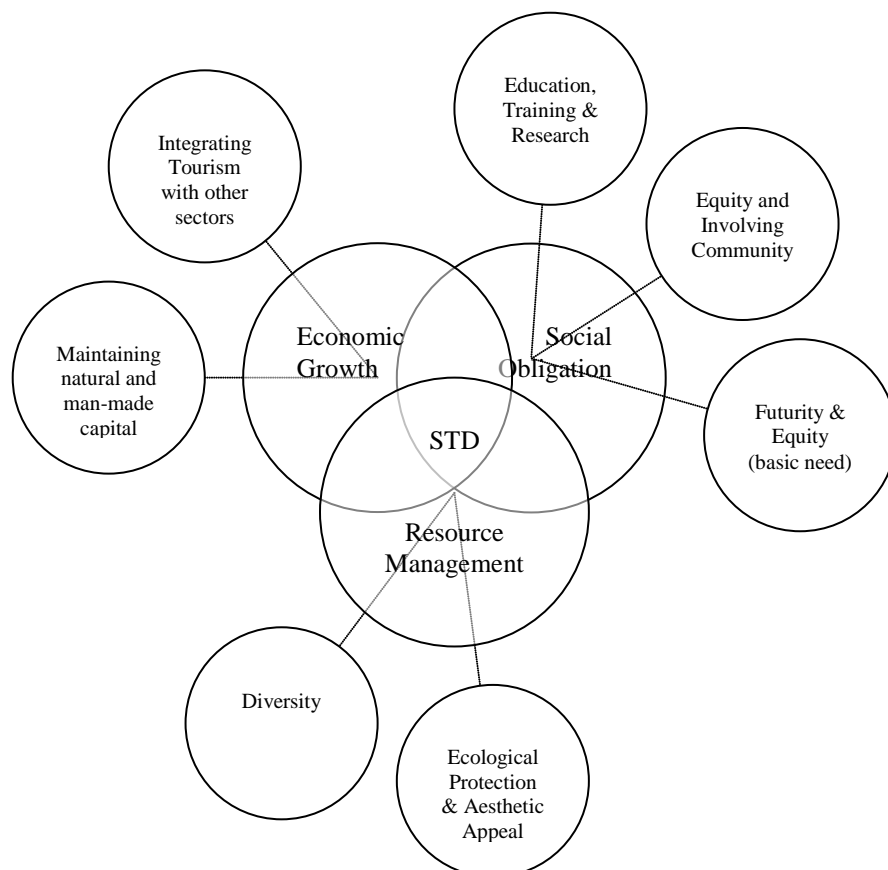 Education,
Training &
Research
Integrating
Tourism
with other
sectors
Equity and
Involving
Community
Economic
Growth
Social
Obligation
Maintaining
natural and
man-made
capital
Futurity &
Equity
(basic need)
STD
Resource
Management
Diversity
Ecological
Protection
& Aesthetic
Appeal